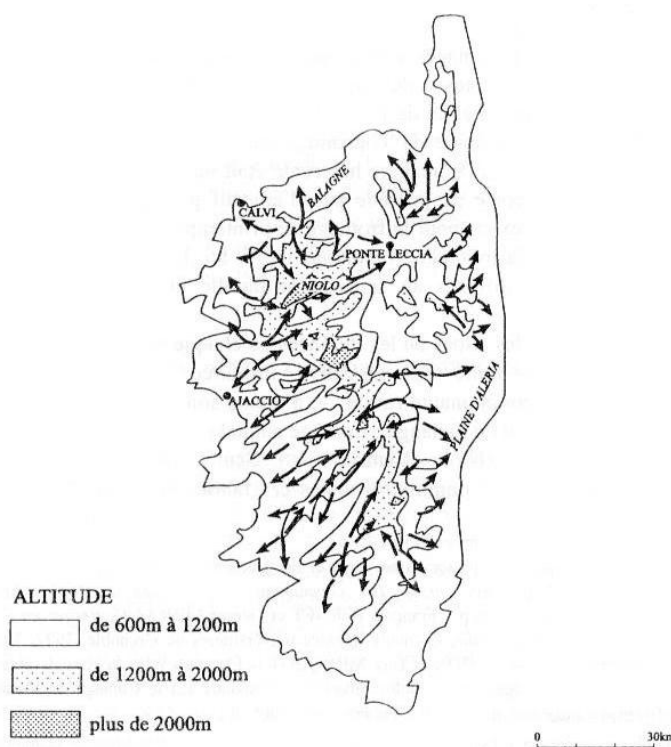 BALAGNE
CALVI
PONTE LECCIA
NIOLO
AJACCIO
PLAINE D'ALERIA
ALTITUDE
de 600m à 1200m
de 1200m à 2000m
plus de 2000m
0 30km